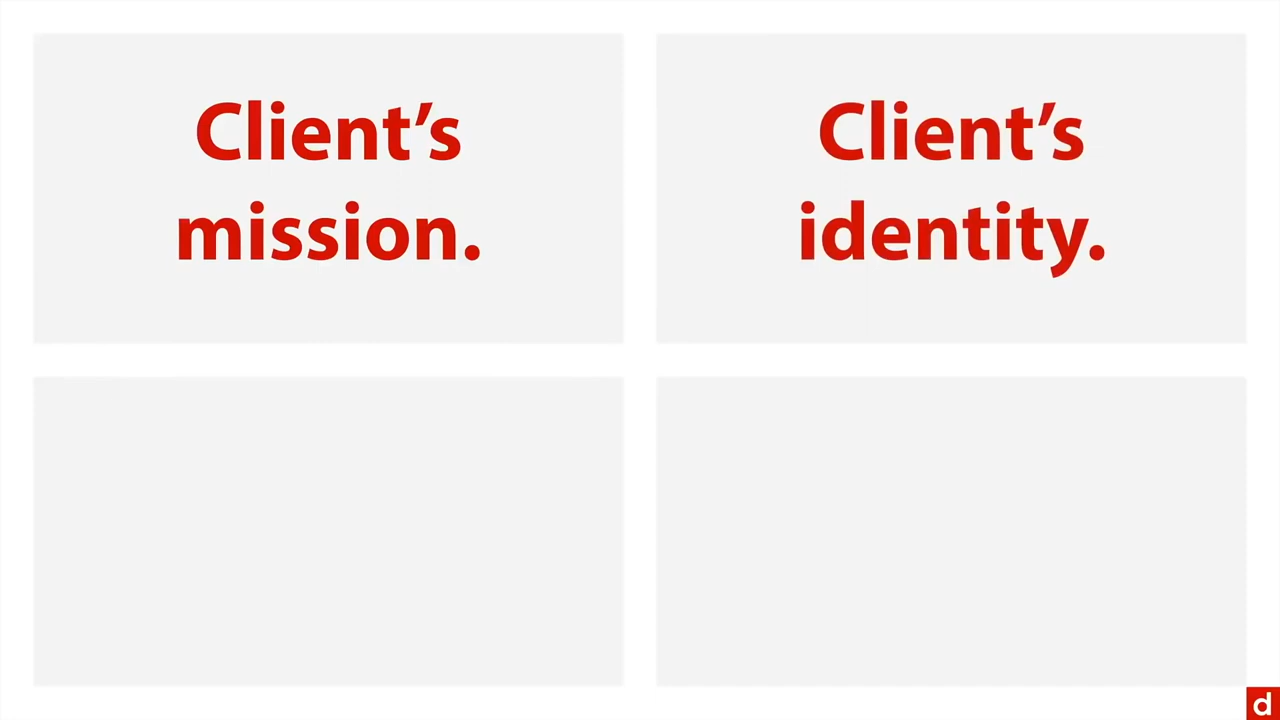 Client’s
mission.
Client’s
identity.
d